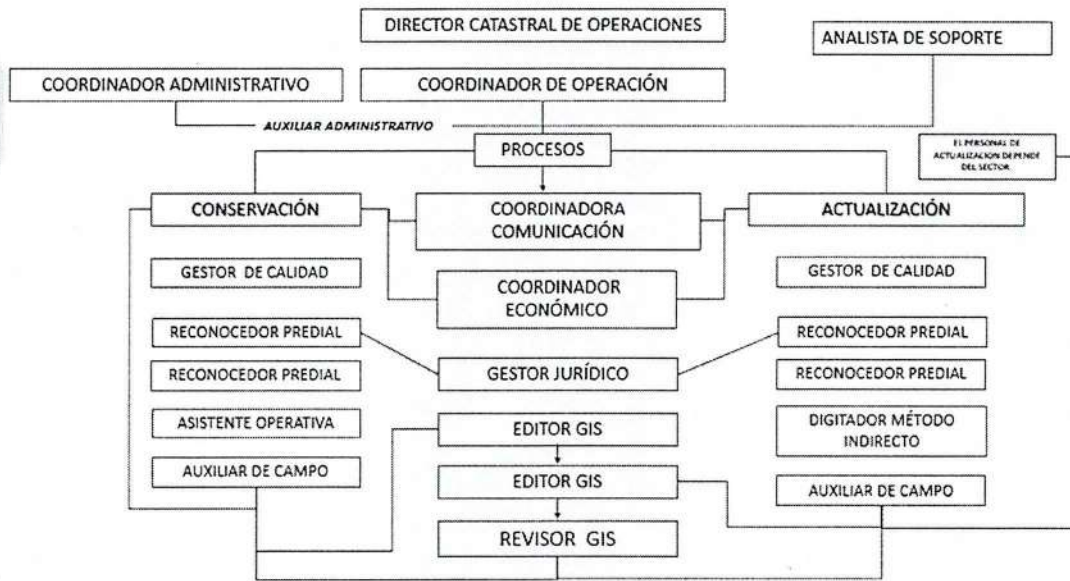 DIRECTOR CATASTRAL DE OPERACIONES
ANALISTA DE SOPORTE
COORDINADOR ADMINISTRATIVO
COORDINADOR DE OPERACIÓN
AUXILIAR ADMINISTRATIVO
PROCESOS
EL PERSONAL DE
ACTUALIZACIÓN DEPENDE
DEL SECTOR
CONSERVACIÓN
COORDINADORA
COMUNICACIÓN
ACTUALIZACIÓN
GESTOR DE CALIDAD
COORDINADOR
ECONÓMICO
GESTOR DE CALIDAD
RECONOCEDOR PREDIAL
RECONOCEDOR PREDIAL
GESTOR JURÍDICO
RECONOCEDOR PREDIAL
RECONOCEDOR PREDIAL
ASISTENTE OPERATIVA
EDITOR GIS
DIGITADOR MÉTODO
INDIRECTO
AUXILIAR DE CAMPO
EDITOR GIS
AUXILIAR DE CAMPO
REVISOR GIS